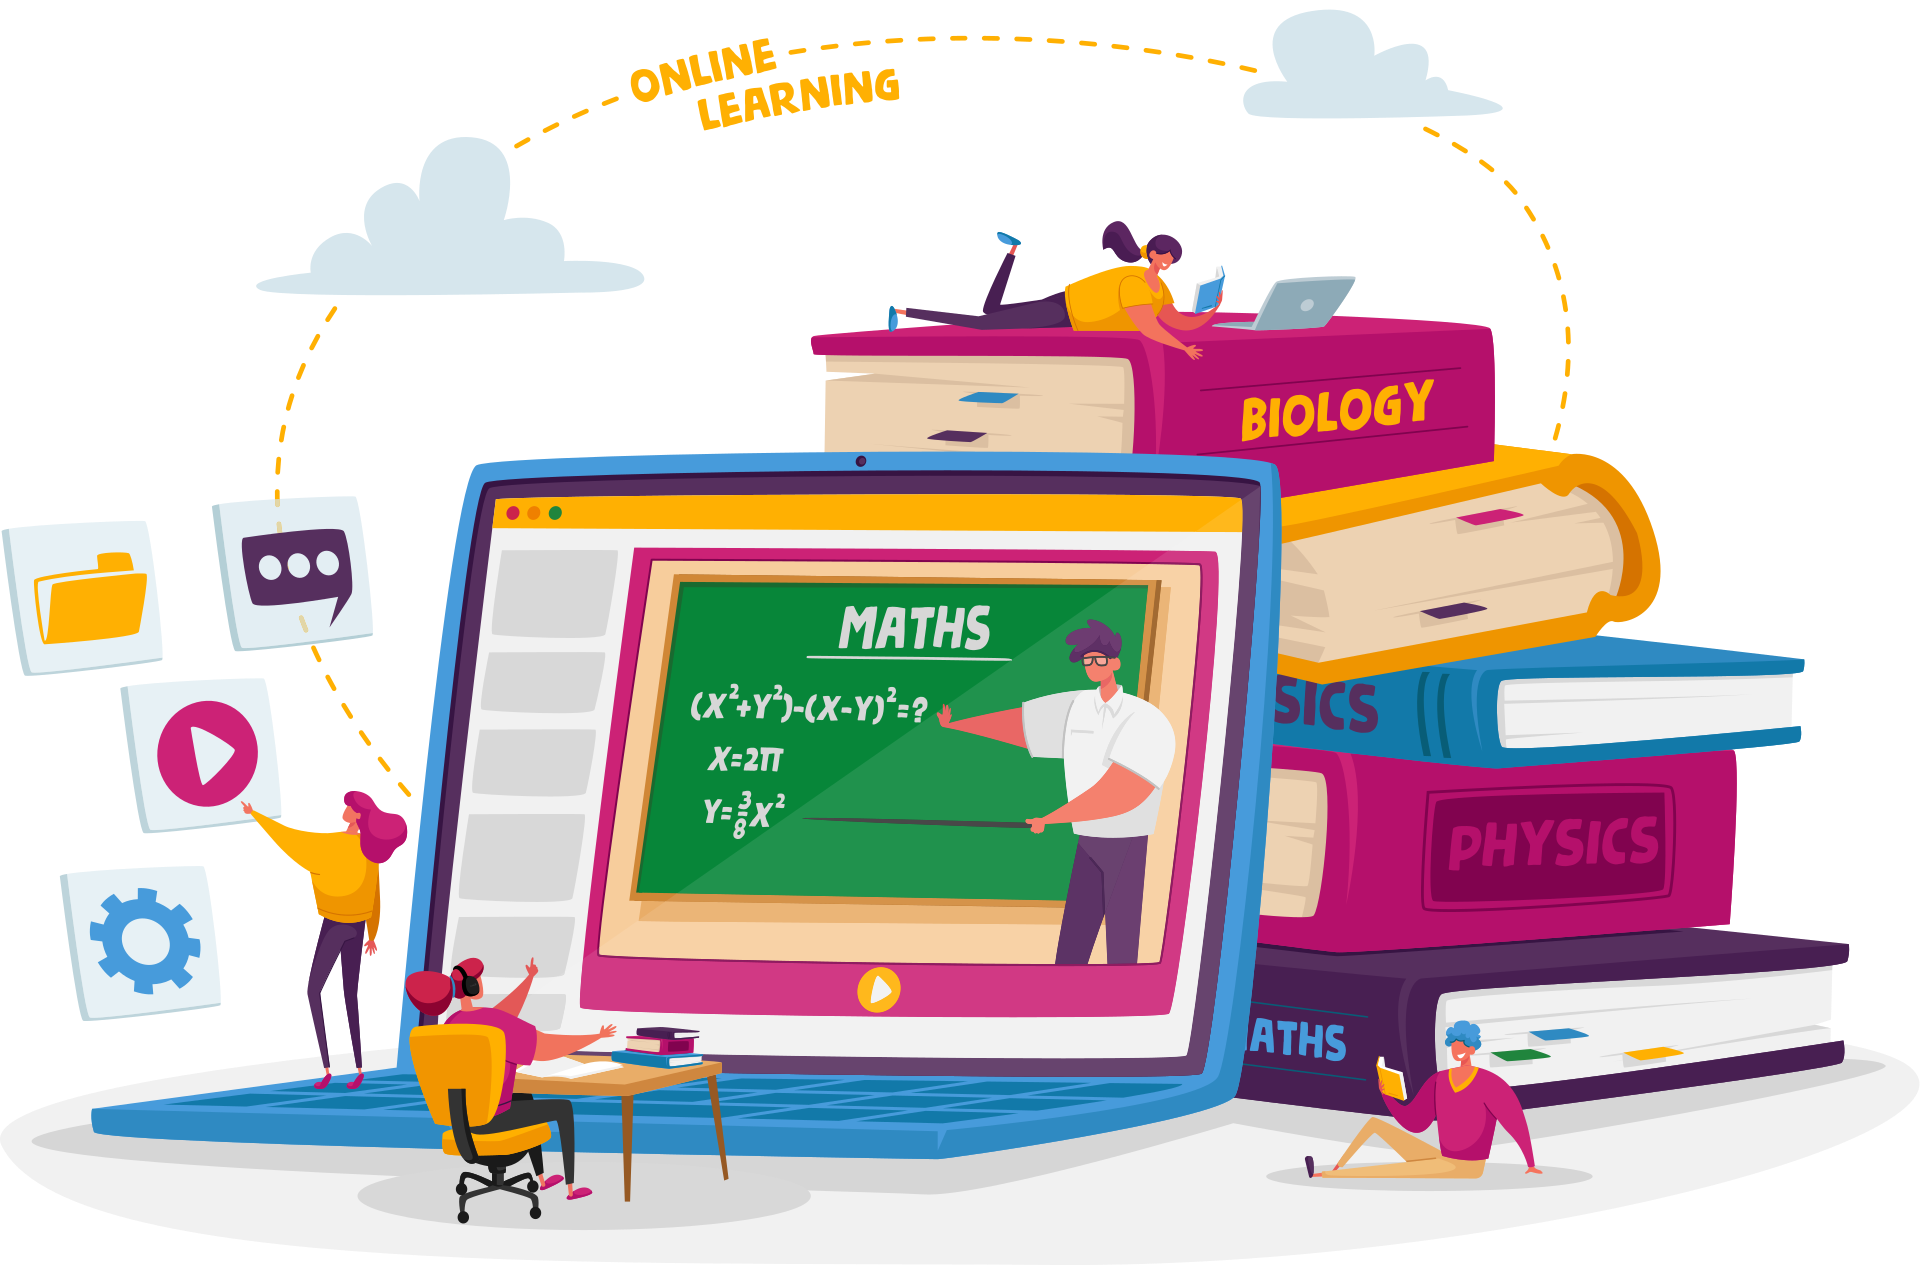 ONLINE
LEARNING
BIOLOGY
MATHS
(X²+Y²)-(X-Y)²=?
X=2π
Y=3/8X²
SICS
PHYSICS
ATHS